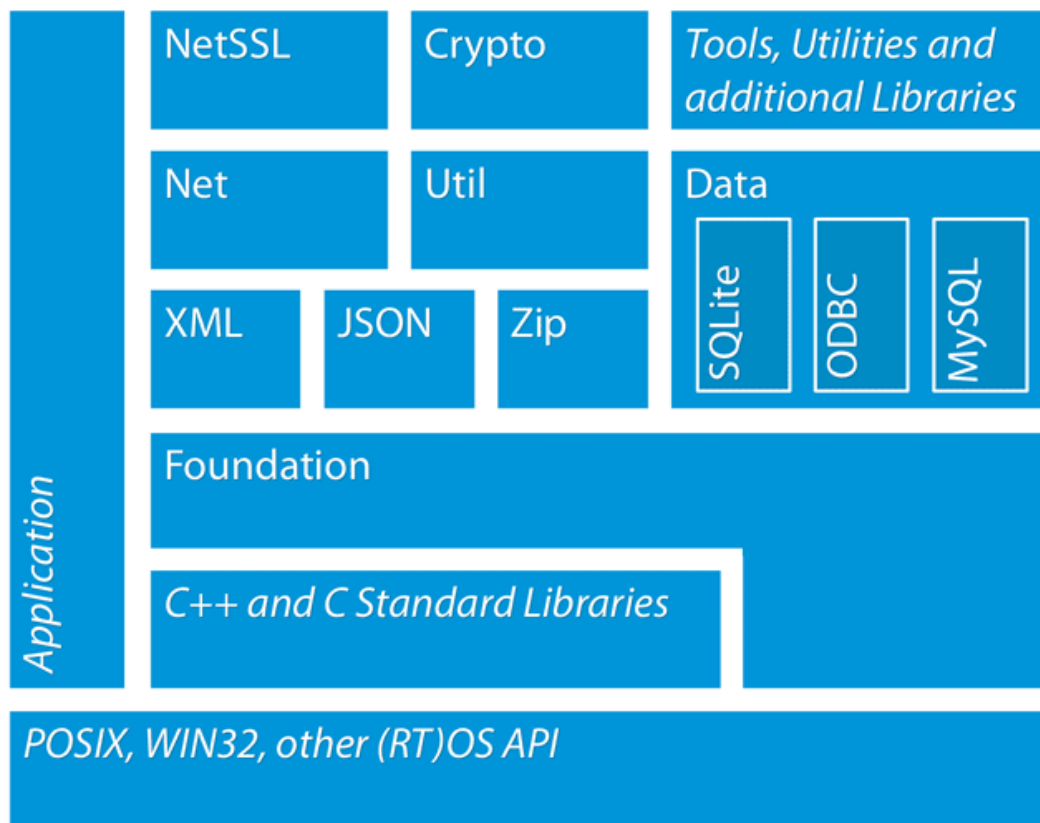 NetSSL
Crypto
Tools, Utilities and
additional Libraries
Net
Util
Data
SQLite
ODBC
MySQL
XML
JSON
Zip
Foundation
Application
C++ and C Standard Libraries
POSIX, WIN32, other (RT)OS API